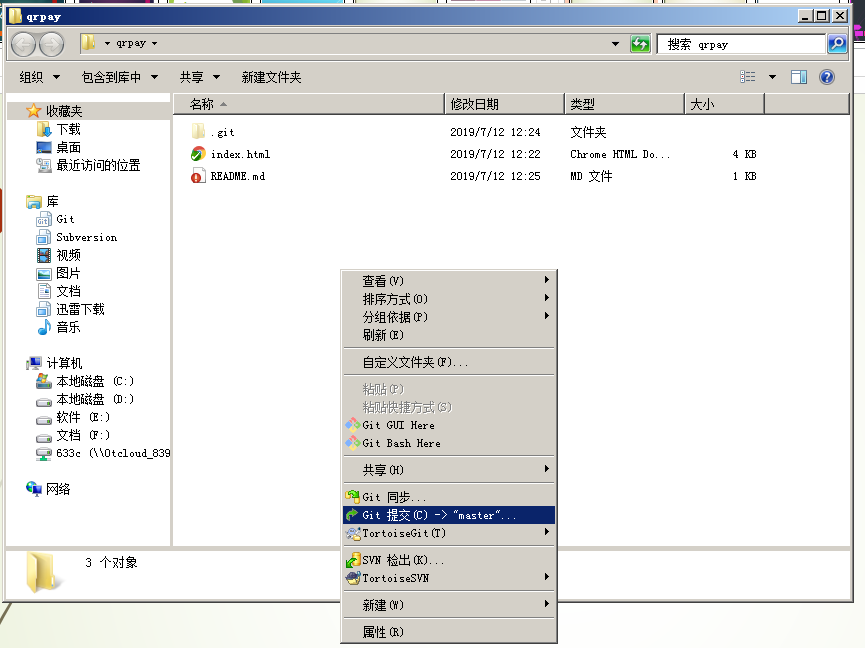 qrpay
qrpay
搜索 qrpay
组织 包含到库中 共享 新建文件夹
名称 修改日期 类型 大小
收藏夹
下载
桌面
最近访问的位置
库
Git
Subversion
视频
图片
文档
迅雷下载
音乐
计算机
本地磁盘 (C:)
本地磁盘 (D:)
软件 (E:)
文档 (F:)
633c (\\Otcloud_839
网络
.git 2019/7/12 12:24 文件夹
index.html 2019/7/12 12:22 Chrome HTML Do... 4 KB
README.md 2019/7/12 12:25 MD 文件 1 KB
查看(V)
排序方式(O)
分组依据(P)
刷新(E)
自定义文件夹(F)...
粘贴(P)
粘贴快捷方式(S)
Git GUI Here
Git Bash Here
共享(H)
Git 同步...
Git 提交(C) -> "master"...
TortoiseGit(T)
SVN 检出(K)...
TortoiseSVN
新建(W)
属性(R)
3 个对象